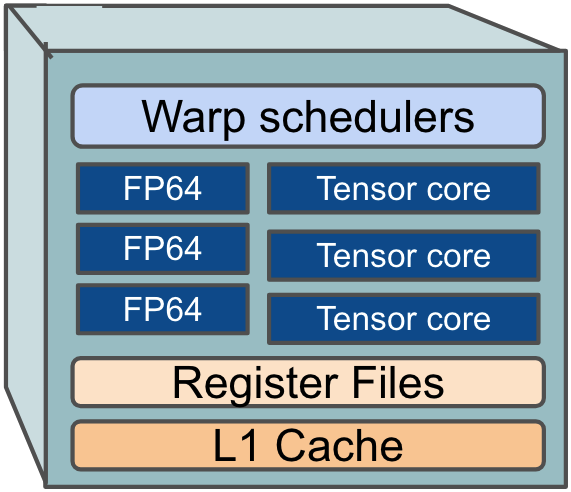 Warp schedulers
FP64 Tensor core
FP64 Tensor core
FP64 Tensor core
Register Files
L1 Cache